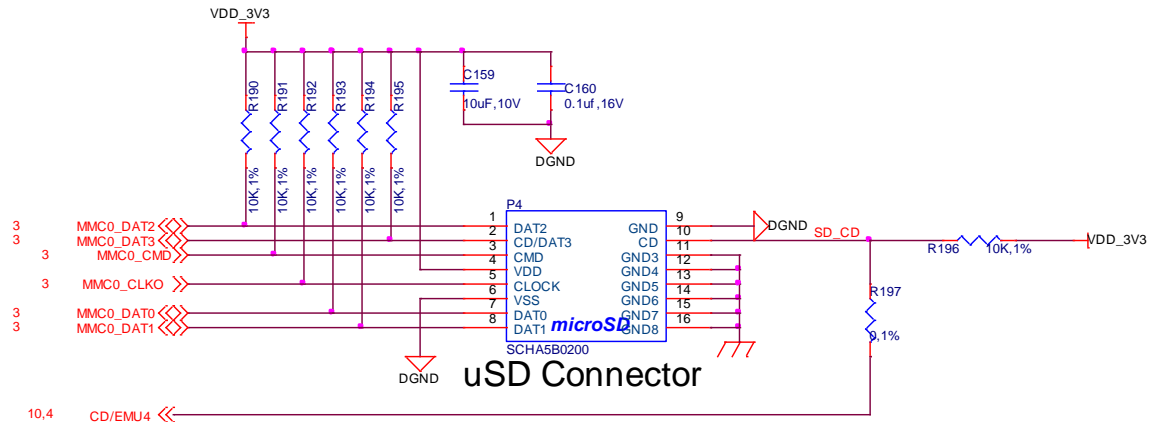 VDD_3V3
R190
R191
R192
R193
R194
R195
10K,1%
10K,1%
10K,1%
10K,1%
10K,1%
10K,1%
C159
10uF,10V
C160
0.1uf,16V
DGND
P4
3 MMC0_DAT2 1 DAT2
3 MMC0_DAT3 2 CD/DAT3
3 MMC0_CMD 3 CMD
4 VDD
3 MMC0_CLKO 5 CLOCK
6 VSS
3 MMC0_DAT0 7 DAT0
3 MMC0_DAT1 8 DAT1
GND 9 DGND
CD 10 SD_CD
GND3 11
GND4 12
GND5 13
GND6 14
GND7 15
GND8 16
microSD
SCHA5B0200
R196 10K,1% VDD_3V3
R197
0,1%
DGND
uSD Connector
10,4 CD/EMU4